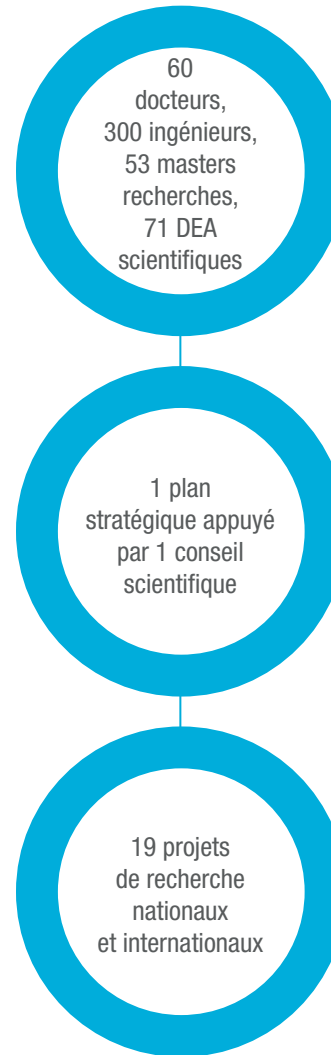 60
docteurs,
300 ingénieurs,
53 masters
recherches,
71 DEA
scientifiques
1 plan
stratégique appuyé
par 1 conseil
scientifique
19 projets
de recherche
nationaux
et internationaux